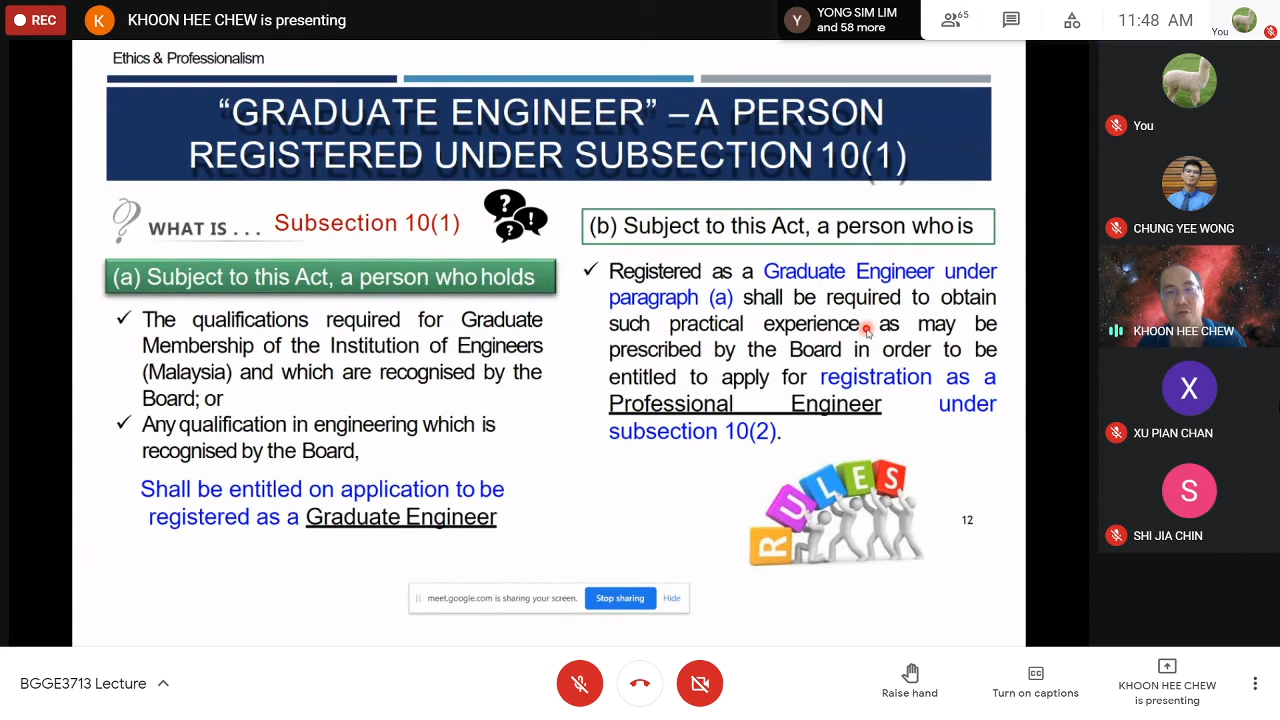 REC
K
KHOON HEE CHEW is presenting
Y
YONG SIM LIM
and 58 more
65
11:48 AM
You
Ethics & Professionalism
“GRADUATE ENGINEER” – A PERSON
REGISTERED UNDER SUBSECTION 10(1)
WHAT IS . . . Subsection 10(1)
(a) Subject to this Act, a person who holds
✓ The qualifications required for Graduate
Membership of the Institution of Engineers
(Malaysia) and which are recognised by the
Board; or
✓ Any qualification in engineering which is
recognised by the Board,
Shall be entitled on application to be
registered as a Graduate Engineer
(b) Subject to this Act, a person who is
✓ Registered as a Graduate Engineer under
paragraph (a) shall be required to obtain
such practical experience as may be
prescribed by the Board in order to be
entitled to apply for registration as a
Professional Engineer under
subsection 10(2).
RULES
12
meet.google.com is sharing your screen. Stop sharing Hide
You
CHUNG YEE WONG
KHOON HEE CHEW
X
XU PIAN CHAN
S
SHI JIA CHIN
BGGE3713 Lecture
Raise hand
CC
Turn on captions
KHOON HEE CHEW
is presenting